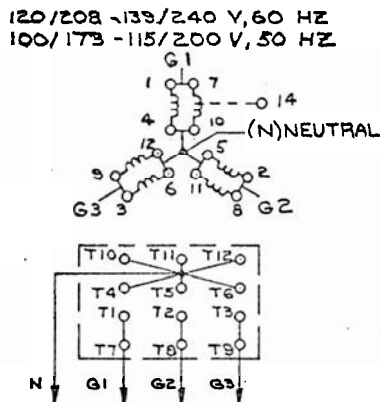 120/208 -139/240 V, 60 HZ
100/173 -115/200 V, 50 HZ
G1
1 7
14
4 10
(N)NEUTRAL
12 5
9 2
6 11
3 8
G3 G2
T10 T11 T12
T4 T5 T6
T1 T2 T3
T7 T8 T9
N G1 G2 G3